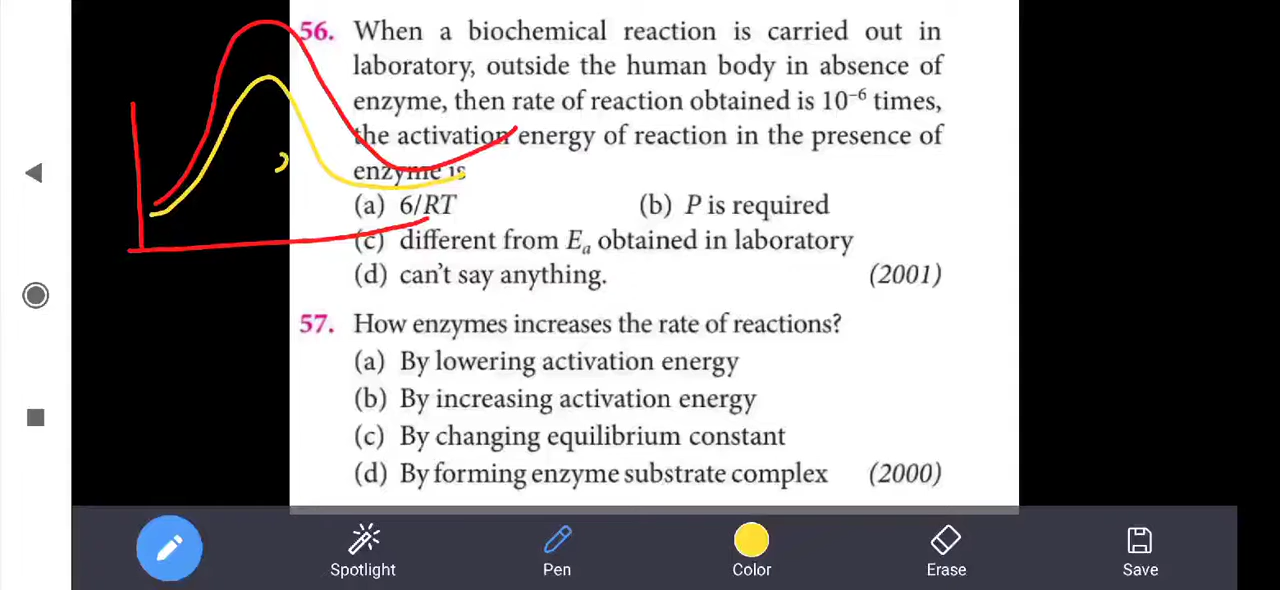 56. When a biochemical reaction is carried out in
laboratory, outside the human body in absence of
enzyme, then rate of reaction obtained is 10⁻⁶ times,
the activation energy of reaction in the presence of
enzyme is
(a) 6/RT (b) P is required
(c) different from Eₐ obtained in laboratory
(d) can't say anything. (2001)
57. How enzymes increases the rate of reactions?
(a) By lowering activation energy
(b) By increasing activation energy
(c) By changing equilibrium constant
(d) By forming enzyme substrate complex (2000)
Spotlight Pen Color Erase Save